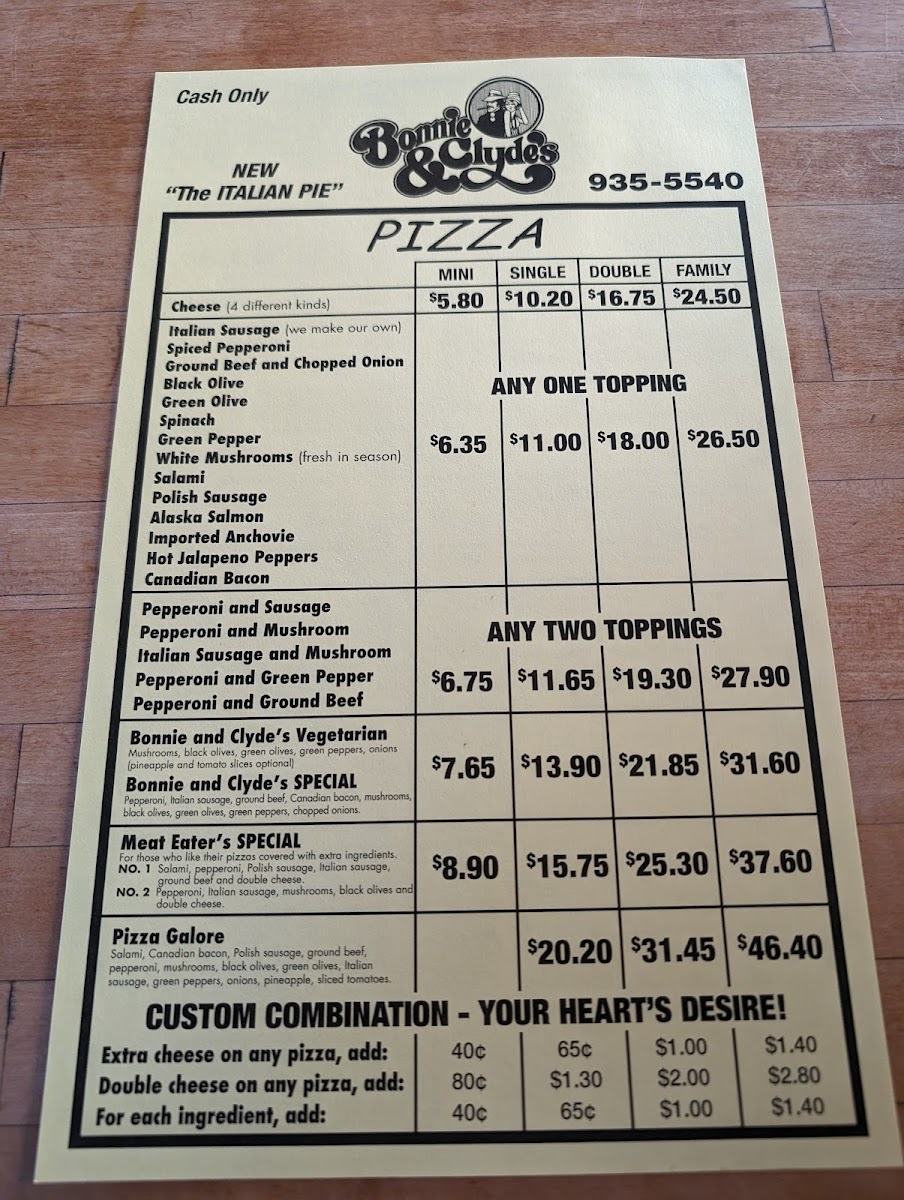 Cash Only
Bonnie
& Clyde's
NEW
"The ITALIAN PIE"
935-5540
PIZZA
MINI SINGLE DOUBLE FAMILY
Cheese (4 different kinds) $5.80 $10.20 $16.75 $24.50
Italian Sausage (we make our own)
Spiced Pepperoni
Ground Beef and Chopped Onion
Black Olive
Green Olive
Spinach
Green Pepper
White Mushrooms (fresh in season)
Salami
Polish Sausage
Alaska Salmon
Imported Anchovie
Hot Jalapeno Peppers
Canadian Bacon
ANY ONE TOPPING
$6.35 $11.00 $18.00 $26.50
Pepperoni and Sausage
Pepperoni and Mushroom
Italian Sausage and Mushroom
Pepperoni and Green Pepper
Pepperoni and Ground Beef
ANY TWO TOPPINGS
$6.75 $11.65 $19.30 $27.90
Bonnie and Clyde's Vegetarian
Mushrooms, black olives, green olives, green peppers, onions
(pineapple and tomato slices optional)
Bonnie and Clyde's SPECIAL
Pepperoni, Italian sausage, ground beef, Canadian bacon, mushrooms,
black olives, green olives, green peppers, chopped onions.
$7.65 $13.90 $21.85 $31.60
Meat Eater's SPECIAL
For those who like their pizzas covered with extra ingredients.
NO. 1 Salami, pepperoni, Polish sausage, Italian sausage,
ground beef and double cheese.
NO. 2 Pepperoni, Italian sausage, mushrooms, black olives and
double cheese.
$8.90 $15.75 $25.30 $37.60
Pizza Galore
Salami, Canadian bacon, Polish sausage, ground beef,
pepperoni, mushrooms, black olives, green olives, Italian
sausage, green peppers, onions, pineapple, sliced tomatoes.
$20.20 $31.45 $46.40
CUSTOM COMBINATION - YOUR HEART'S DESIRE!
Extra cheese on any pizza, add: 40¢ 65¢ $1.00 $1.40
Double cheese on any pizza, add: 80¢ $1.30 $2.00 $2.80
For each ingredient, add: 40¢ 65¢ $1.00 $1.40